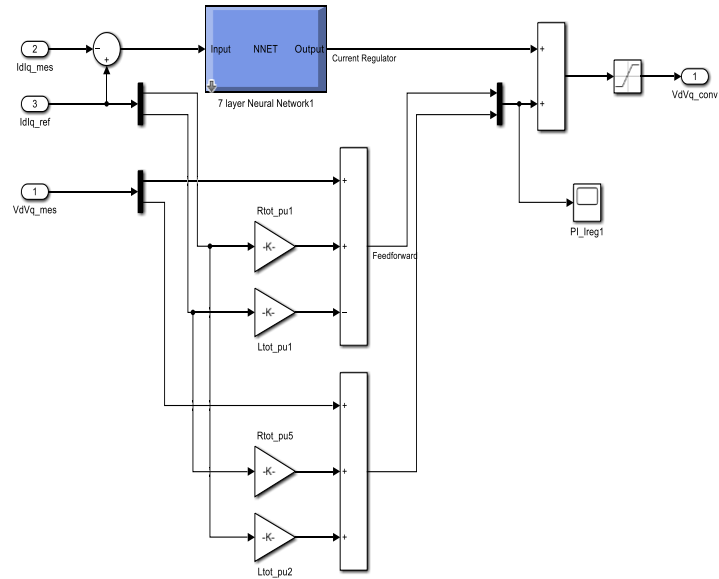 2
IdIq_mes
−
+
Input NNET Output
7 layer Neural Network1
Current Regulator
+
+
1
VdVq_conv
3
IdIq_ref
1
VdVq_mes
PI_Ireg1
+
Rtot_pu1
-K-
+
Feedforward
-K-
−
Ltot_pu1
+
Rtot_pu5
-K-
+
-K-
+
Ltot_pu2